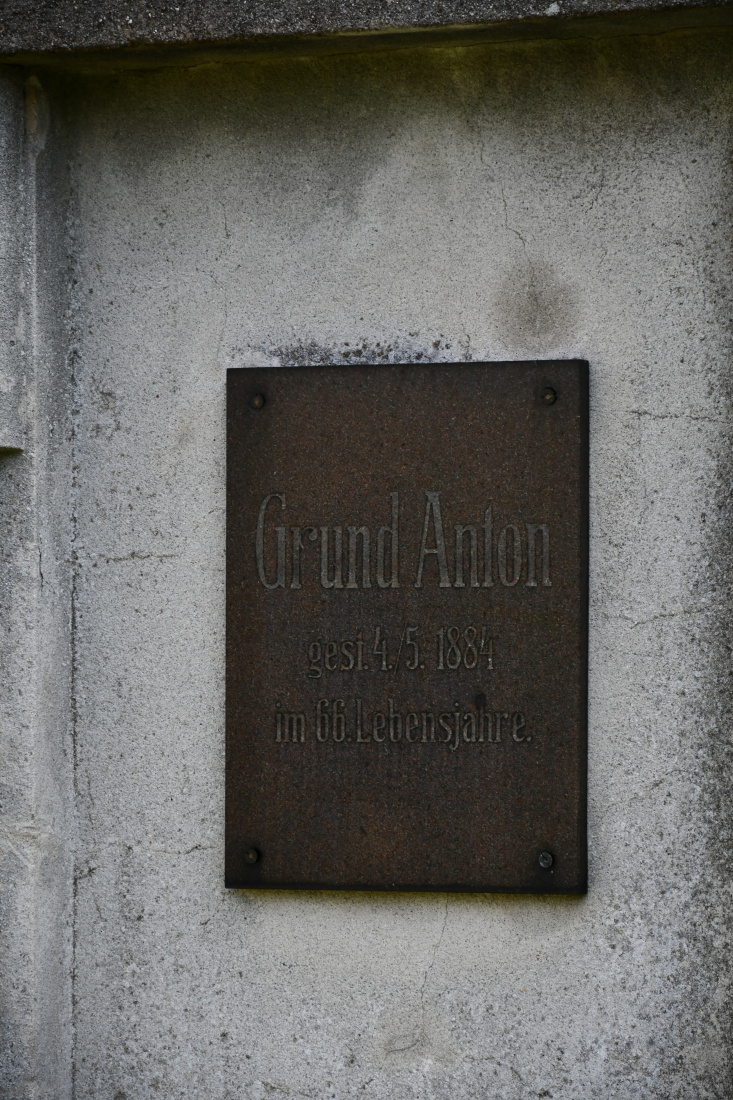 Grund Anton
gest. 4./5. 1884
im 66. Lebensjahre.